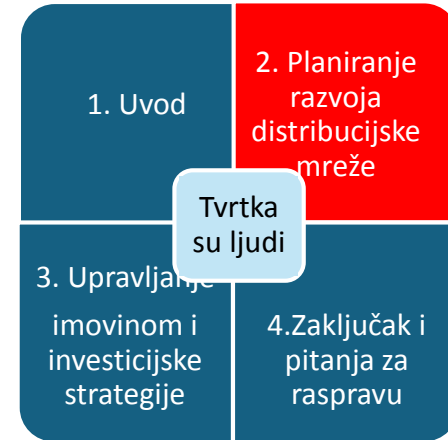 1. Uvod
2. Planiranje
razvoja
distribucijske
mreže
Tvrtka
su ljudi
3. Upravljanje
imovinom i
investicijske
strategije
4.Zaključak i
pitanja za
raspravu